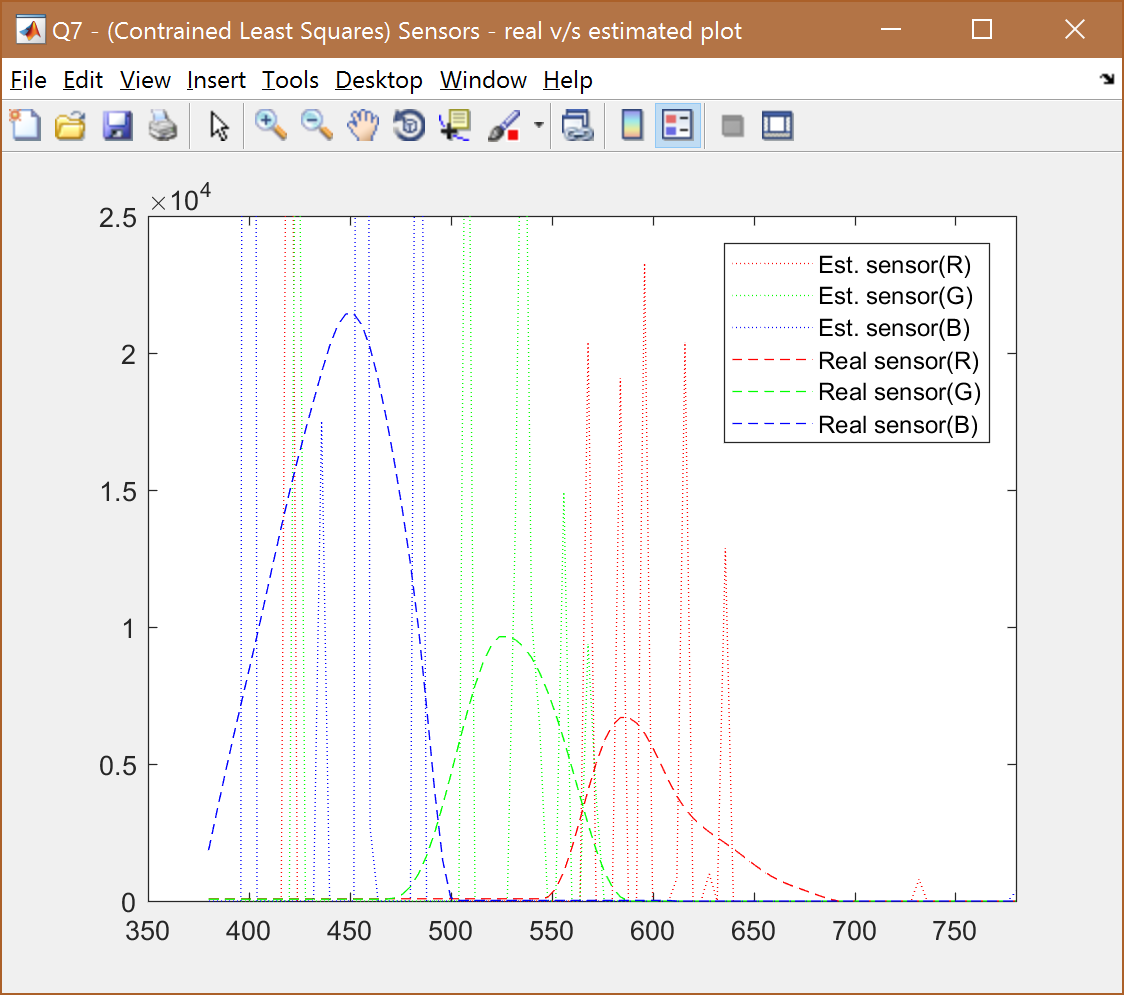 Q7 - (Contrained Least Squares) Sensors - real v/s estimated plot
File Edit View Insert Tools Desktop Window Help
×10^4
2.5
2
1.5
1
0.5
0
350 400 450 500 550 600 650 700 750
Est. sensor(R)
Est. sensor(G)
Est. sensor(B)
Real sensor(R)
Real sensor(G)
Real sensor(B)